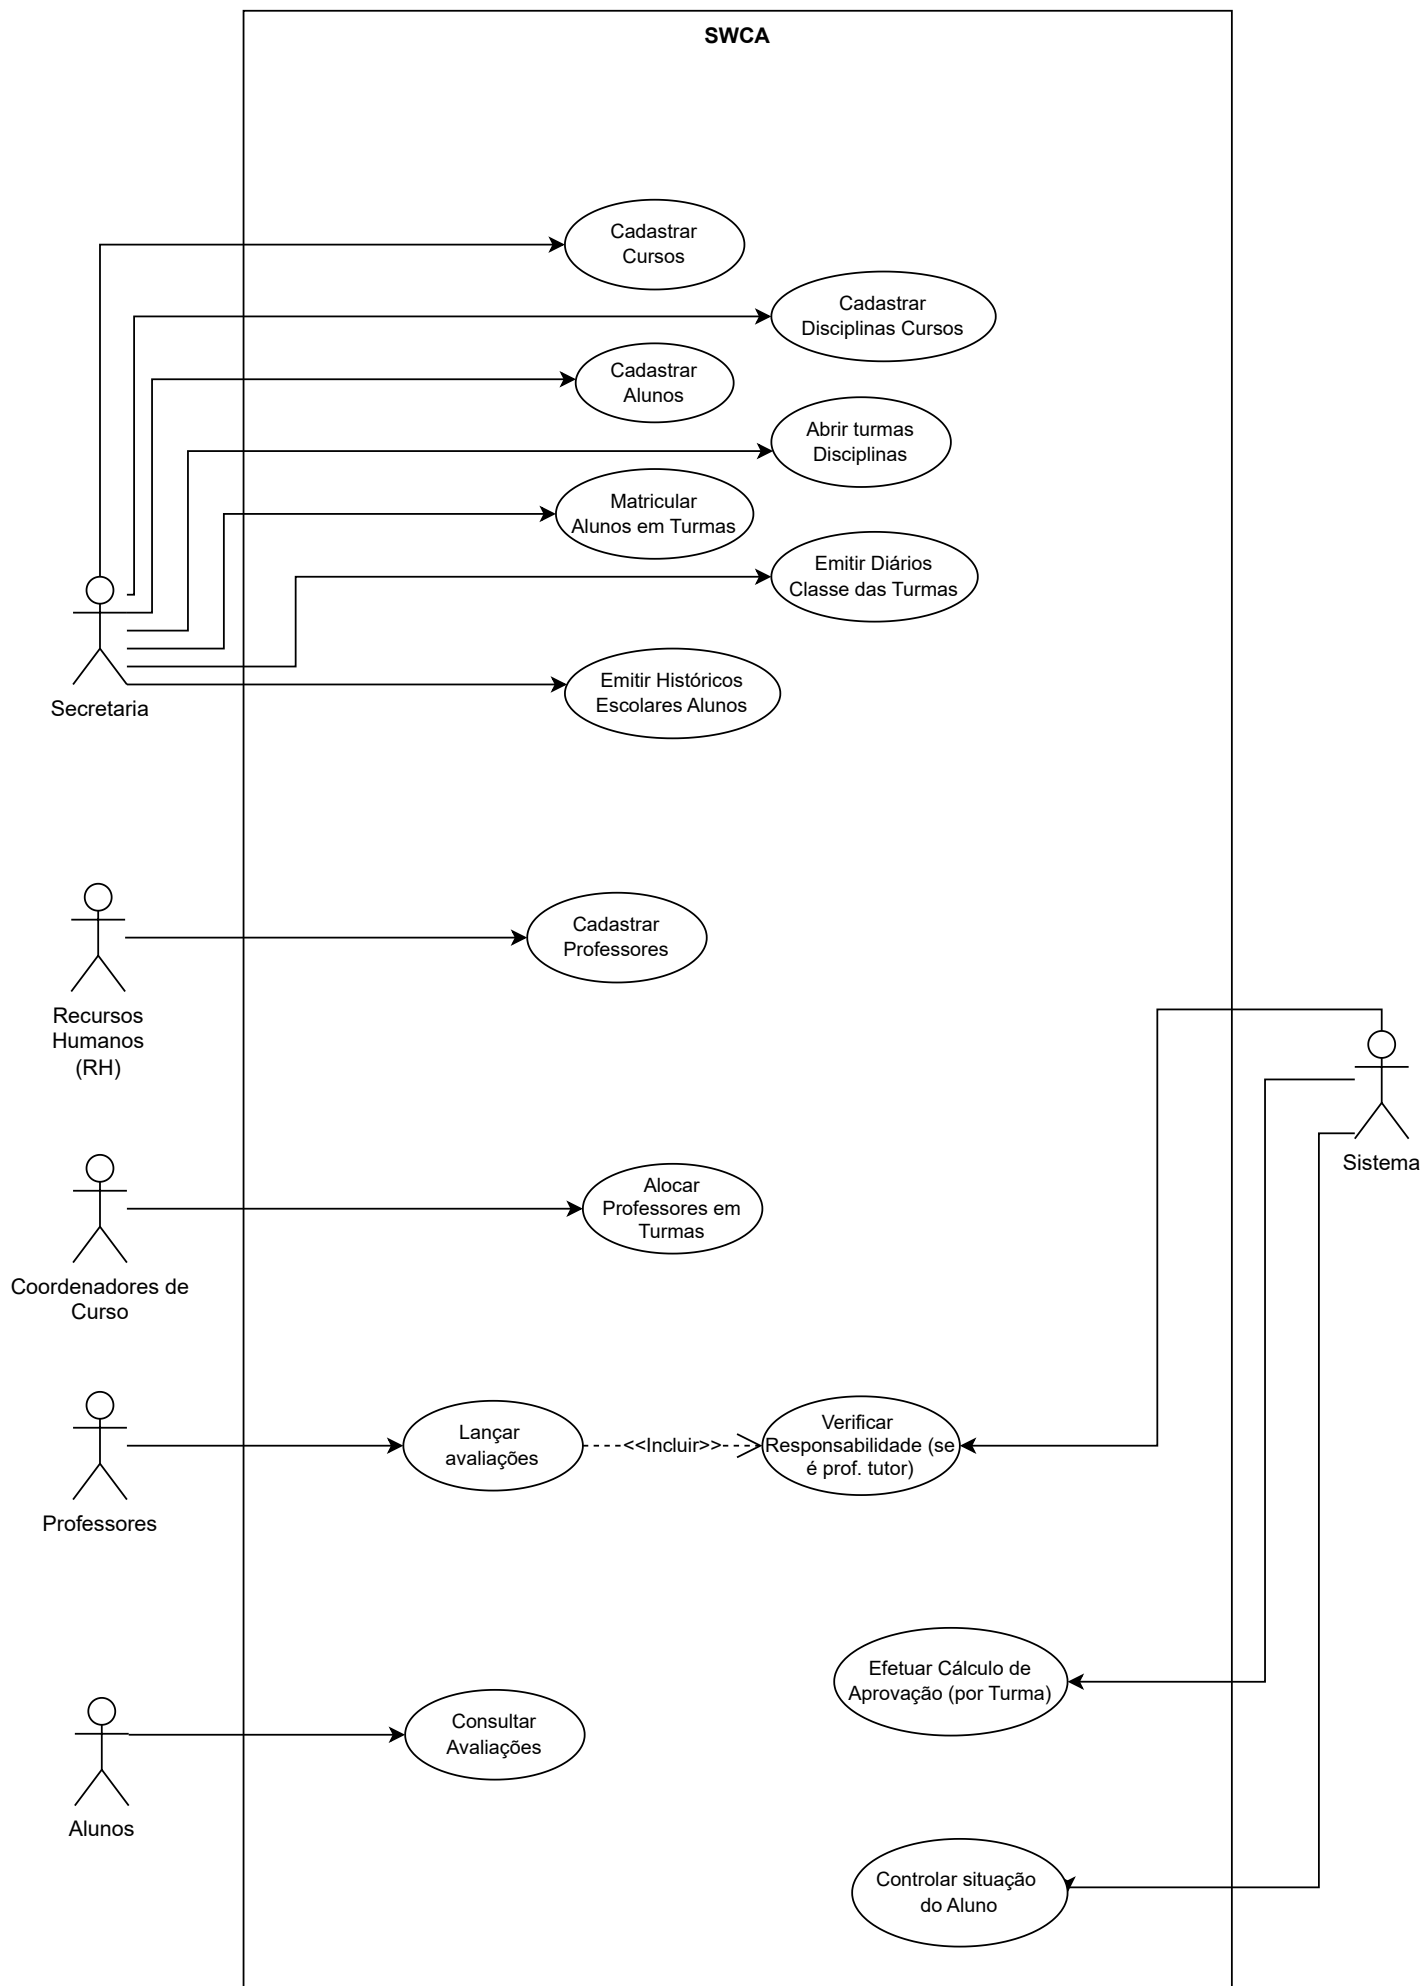 SWCA
Cadastrar
Cursos
Cadastrar
Disciplinas Cursos
Cadastrar
Alunos
Abrir turmas
Disciplinas
Matricular
Alunos em Turmas
Emitir Diários
Classe das Turmas
Emitir Históricos
Escolares Alunos
Secretaria
Cadastrar
Professores
Recursos
Humanos
(RH)
Sistema
Alocar
Professores em
Turmas
Coordenadores de
Curso
Lançar
avaliações
<<Incluir>>
Verificar
Responsabilidade (se
é prof. tutor)
Professores
Efetuar Cálculo de
Aprovação (por Turma)
Consultar
Avaliações
Alunos
Controlar situação
do Aluno